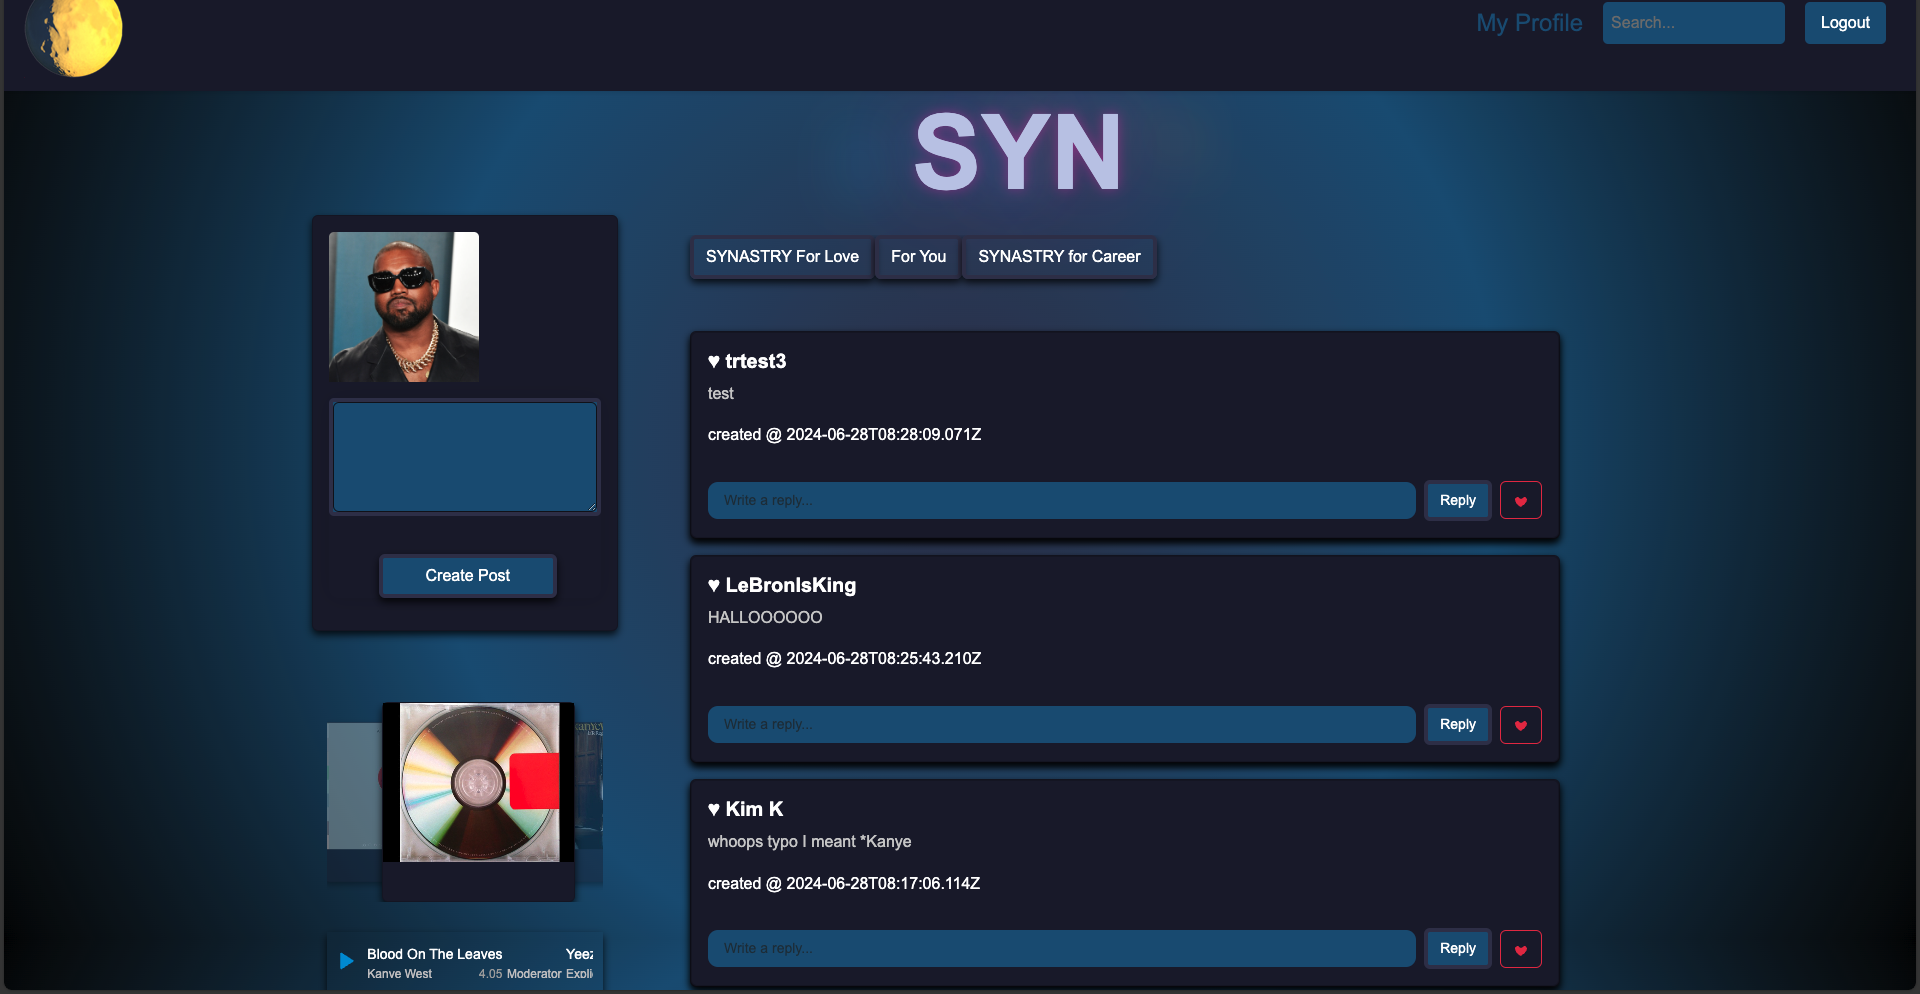 My Profile
Search...
Logout
SYN
SYNASTRY For Love
For You
SYNASTRY for Career
♥ trtest3
test
created @ 2024-06-28T08:28:09.071Z
Write a reply...
Reply
Create Post
♥ LeBronIsKing
HALLOOOOOO
created @ 2024-06-28T08:25:43.210Z
Write a reply...
Reply
♥ Kim K
whoops typo I meant *Kanye
created @ 2024-06-28T08:17:06.114Z
Write a reply...
Reply
Blood On The Leaves
Kanye West 4.05 Moderator